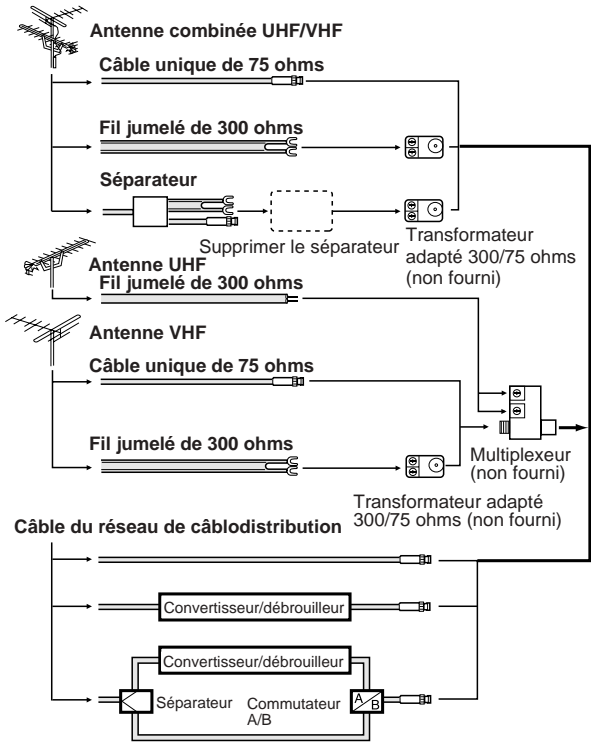 Antenne combinée UHF/VHF
Câble unique de 75 ohms
Fil jumelé de 300 ohms
Séparateur
Supprimer le séparateur
Transformateur
adapté 300/75 ohms
(non fourni)
Antenne UHF
Fil jumelé de 300 ohms
Antenne VHF
Câble unique de 75 ohms
Fil jumelé de 300 ohms
Multiplexeur
(non fourni)
Transformateur adapté
300/75 ohms (non fourni)
Câble du réseau de câblodistribution
Convertisseur/débrouilleur
Convertisseur/débrouilleur
Séparateur
Commutateur
A/B
A/B